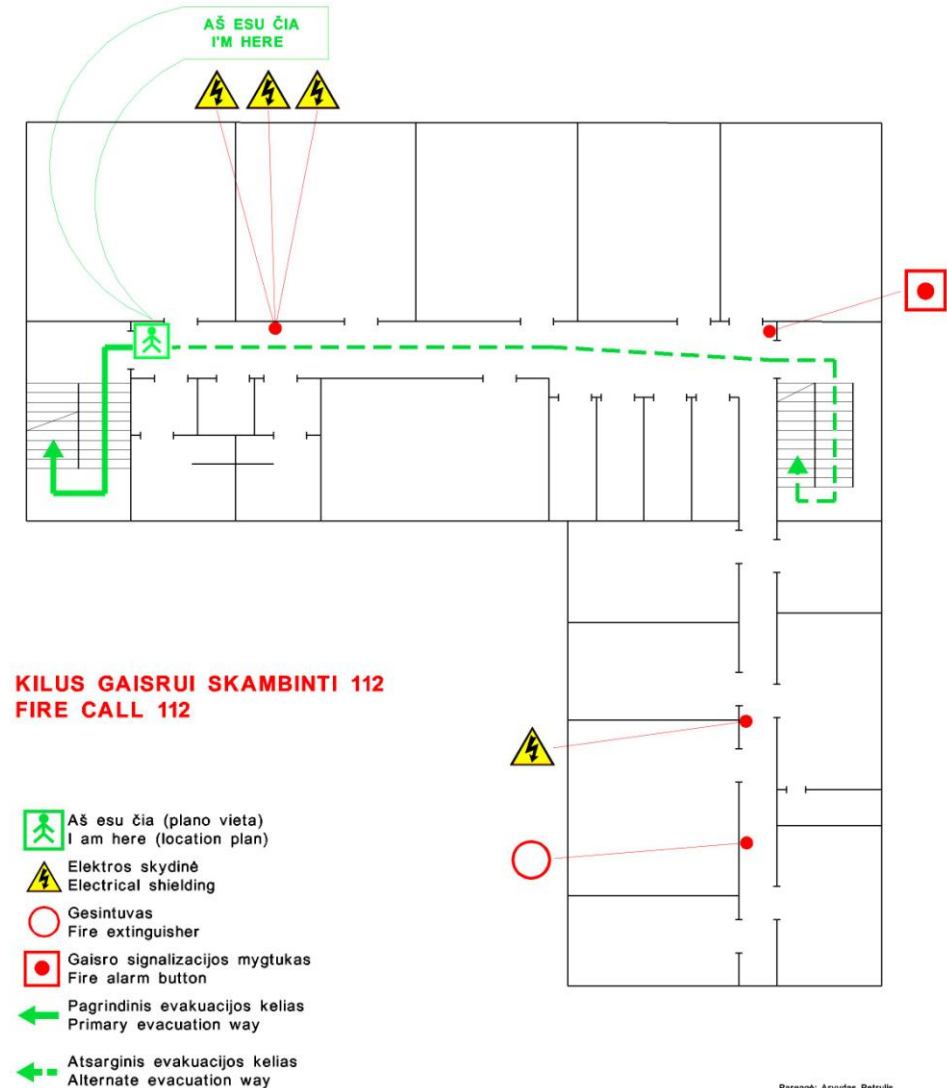 AŠ ESU ČIA
I'M HERE
KILUS GAISRUI SKAMBINTI 112
FIRE CALL 112
Aš esu čia (plano vieta)
I am here (location plan)
Elektros skydinė
Electrical shielding
Gesintuvas
Fire extinguisher
Gaisro signalizacijos mygtukas
Fire alarm button
Pagrindinis evakuacijos kelias
Primary evacuation way
Atsarginis evakuacijos kelias
Alternate evacuation way